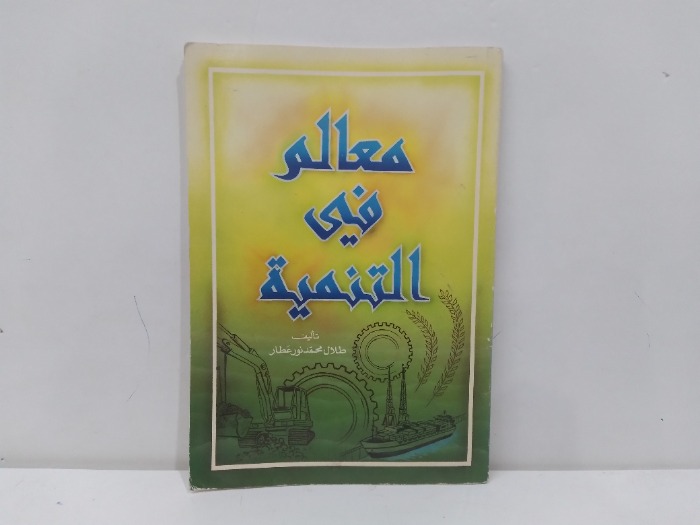 معالم
في
التنمية
تأليف
طلال محمد نور عطار